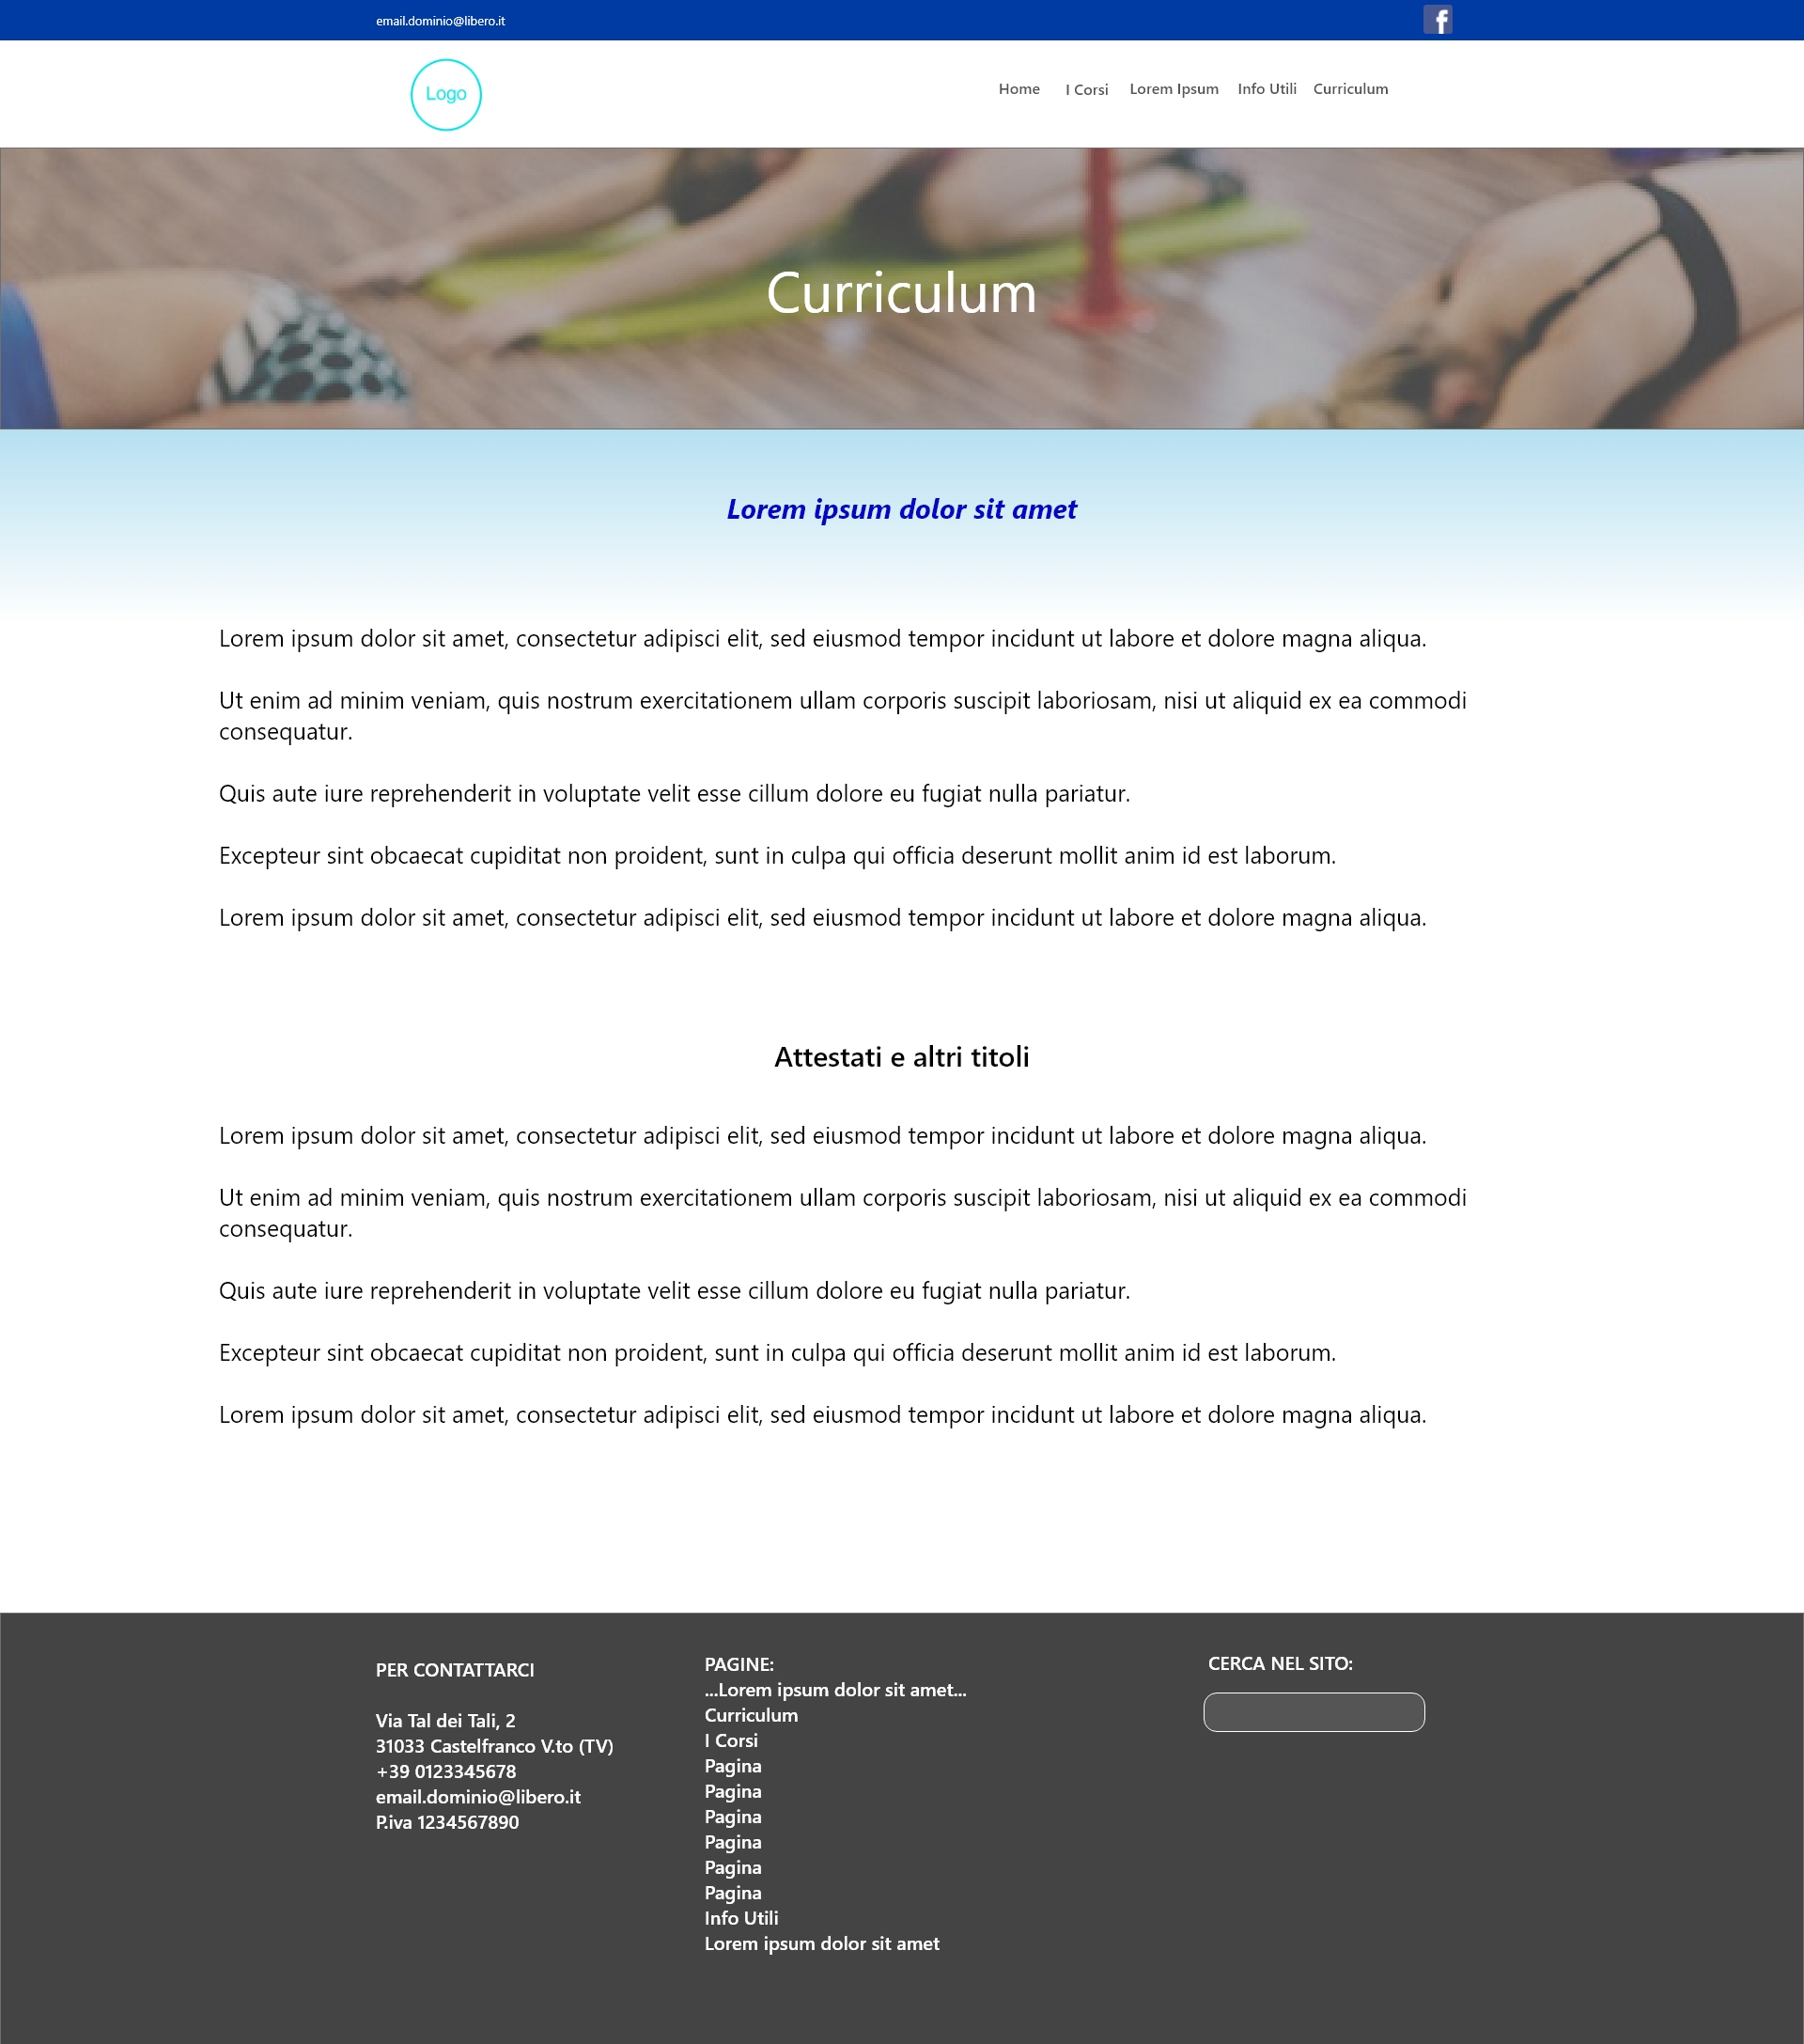 email.dominio@libero.it
f
Logo
Home I Corsi Lorem Ipsum Info Utili Curriculum
Curriculum
Lorem ipsum dolor sit amet
Lorem ipsum dolor sit amet, consectetur adipisci elit, sed eiusmod tempor incidunt ut labore et dolore magna aliqua.
Ut enim ad minim veniam, quis nostrum exercitationem ullam corporis suscipit laboriosam, nisi ut aliquid ex ea commodi
consequatur.
Quis aute iure reprehenderit in voluptate velit esse cillum dolore eu fugiat nulla pariatur.
Excepteur sint obcaecat cupiditat non proident, sunt in culpa qui officia deserunt mollit anim id est laborum.
Lorem ipsum dolor sit amet, consectetur adipisci elit, sed eiusmod tempor incidunt ut labore et dolore magna aliqua.
Attestati e altri titoli
Lorem ipsum dolor sit amet, consectetur adipisci elit, sed eiusmod tempor incidunt ut labore et dolore magna aliqua.
Ut enim ad minim veniam, quis nostrum exercitationem ullam corporis suscipit laboriosam, nisi ut aliquid ex ea commodi
consequatur.
Quis aute iure reprehenderit in voluptate velit esse cillum dolore eu fugiat nulla pariatur.
Excepteur sint obcaecat cupiditat non proident, sunt in culpa qui officia deserunt mollit anim id est laborum.
Lorem ipsum dolor sit amet, consectetur adipisci elit, sed eiusmod tempor incidunt ut labore et dolore magna aliqua.
PER CONTATTARCI
Via Tal dei Tali, 2
31033 Castelfranco V.to (TV)
+39 0123345678
email.dominio@libero.it
P.iva 1234567890
PAGINE:
...Lorem ipsum dolor sit amet...
Curriculum
I Corsi
Pagina
Pagina
Pagina
Pagina
Pagina
Pagina
Info Utili
Lorem ipsum dolor sit amet
CERCA NEL SITO: